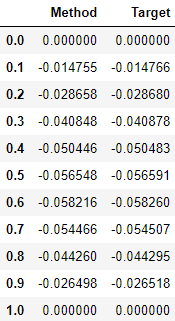 Method Target
0.0 0.000000 0.000000
0.1 -0.014755 -0.014766
0.2 -0.028658 -0.028680
0.3 -0.040848 -0.040878
0.4 -0.050446 -0.050483
0.5 -0.056548 -0.056591
0.6 -0.058216 -0.058260
0.7 -0.054466 -0.054507
0.8 -0.044260 -0.044295
0.9 -0.026498 -0.026518
1.0 0.000000 0.000000